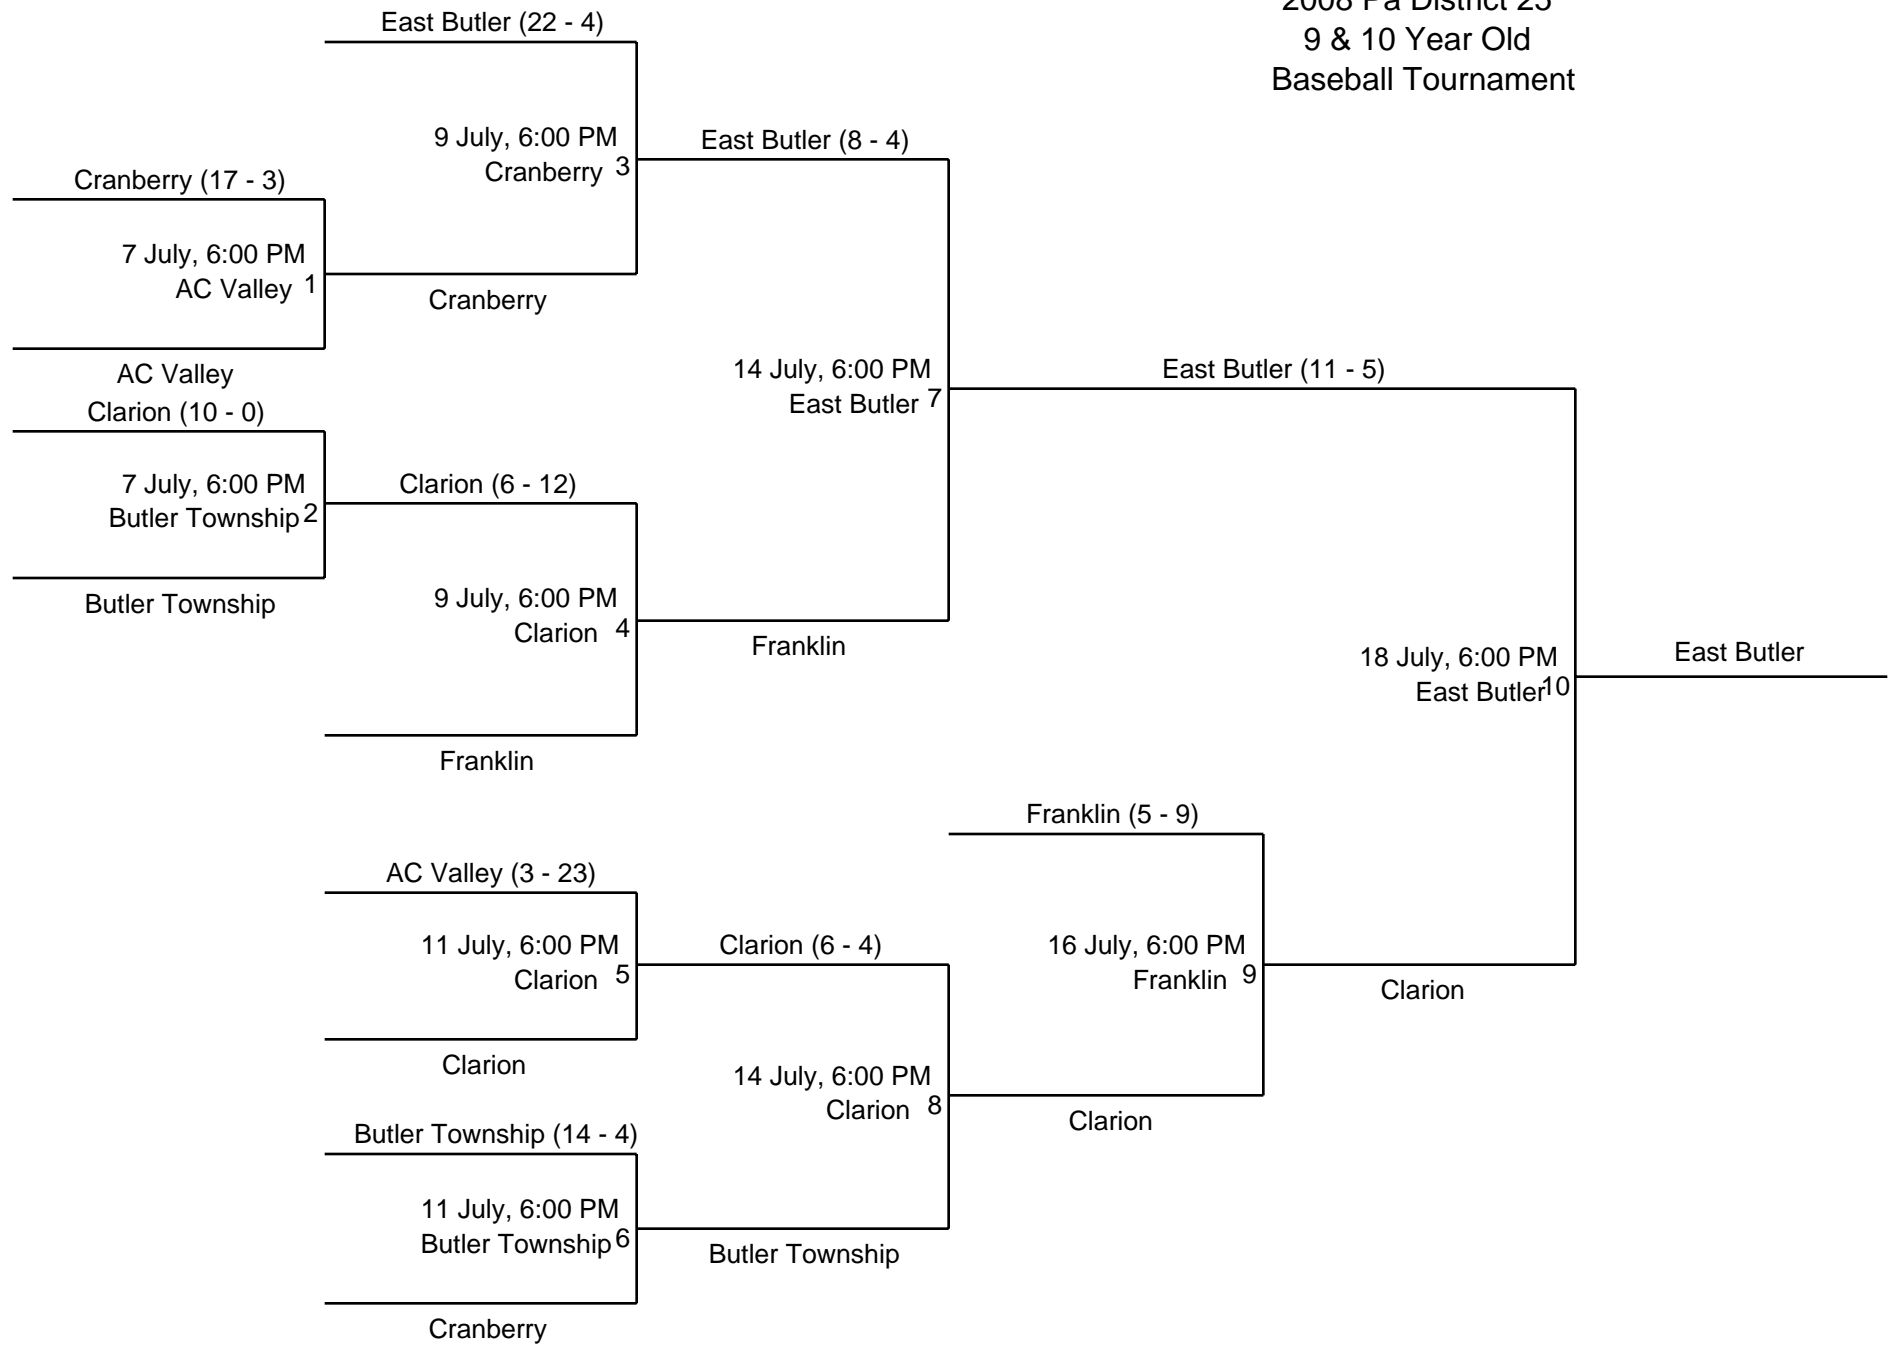 2008 Pa District 25
9 & 10 Year Old
Baseball Tournament
East Butler (22 - 4)
9 July, 6:00 PM
Cranberry 3
East Butler (8 - 4)
Cranberry (17 - 3)
7 July, 6:00 PM
AC Valley 1
Cranberry
AC Valley
14 July, 6:00 PM
East Butler 7
East Butler (11 - 5)
Clarion (10 - 0)
7 July, 6:00 PM
Butler Township 2
Clarion (6 - 12)
Butler Township
9 July, 6:00 PM
Clarion 4
Franklin
18 July, 6:00 PM
East Butler 10
East Butler
Franklin
Franklin (5 - 9)
AC Valley (3 - 23)
11 July, 6:00 PM
Clarion 5
Clarion (6 - 4)
16 July, 6:00 PM
Franklin 9
Clarion
Clarion
14 July, 6:00 PM
Clarion 8
Clarion
Butler Township (14 - 4)
11 July, 6:00 PM
Butler Township 6
Butler Township
Cranberry